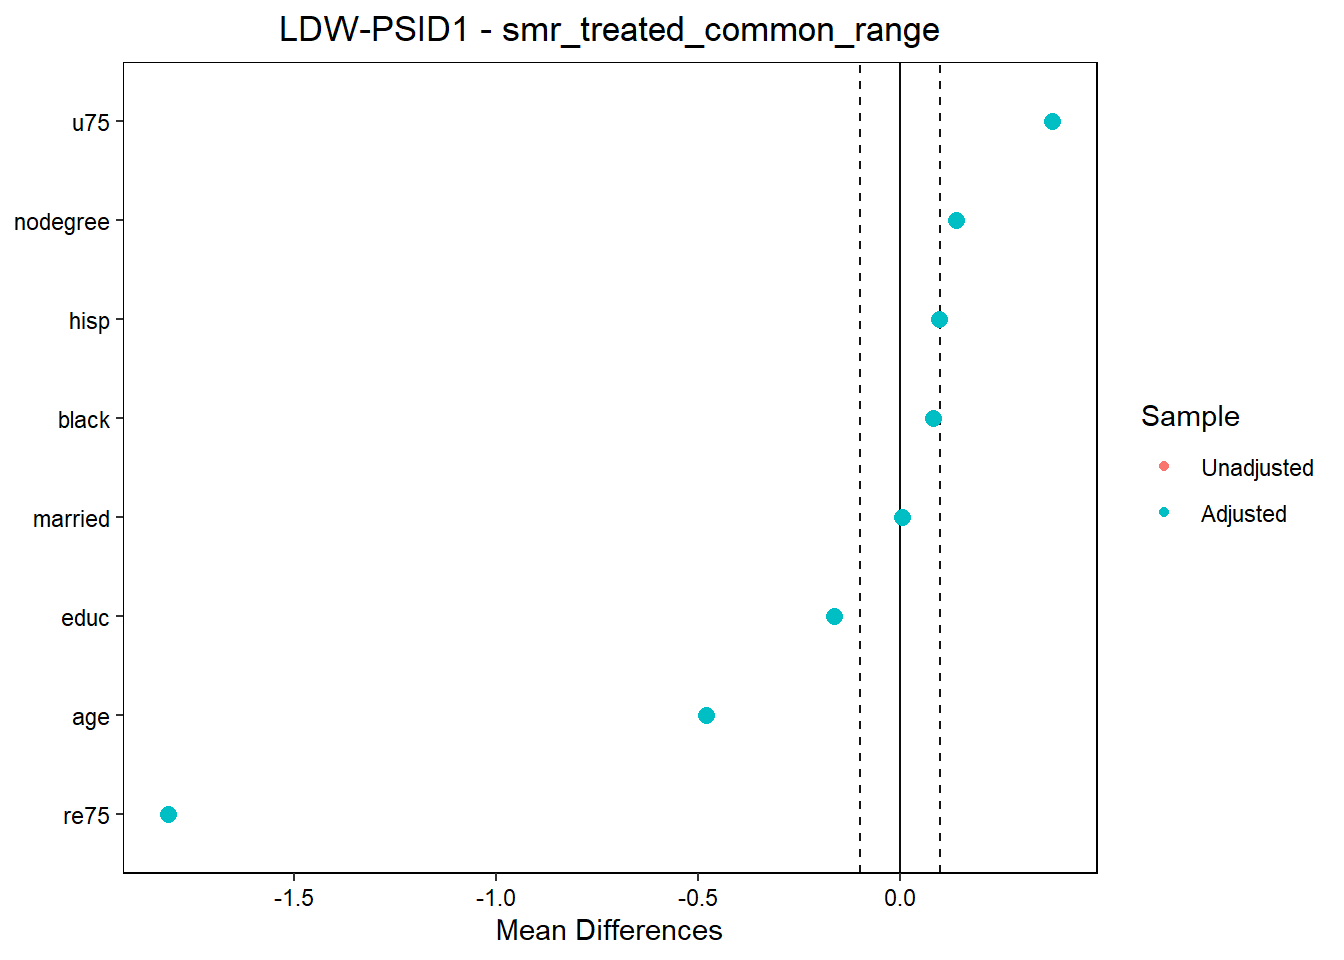 LDW-PSID1 - smr_treated_common_range
u75
nodegree
hisp
black
married
educ
age
re75
-1.5
-1.0
-0.5
0.0
Mean Differences
Sample
Unadjusted
Adjusted